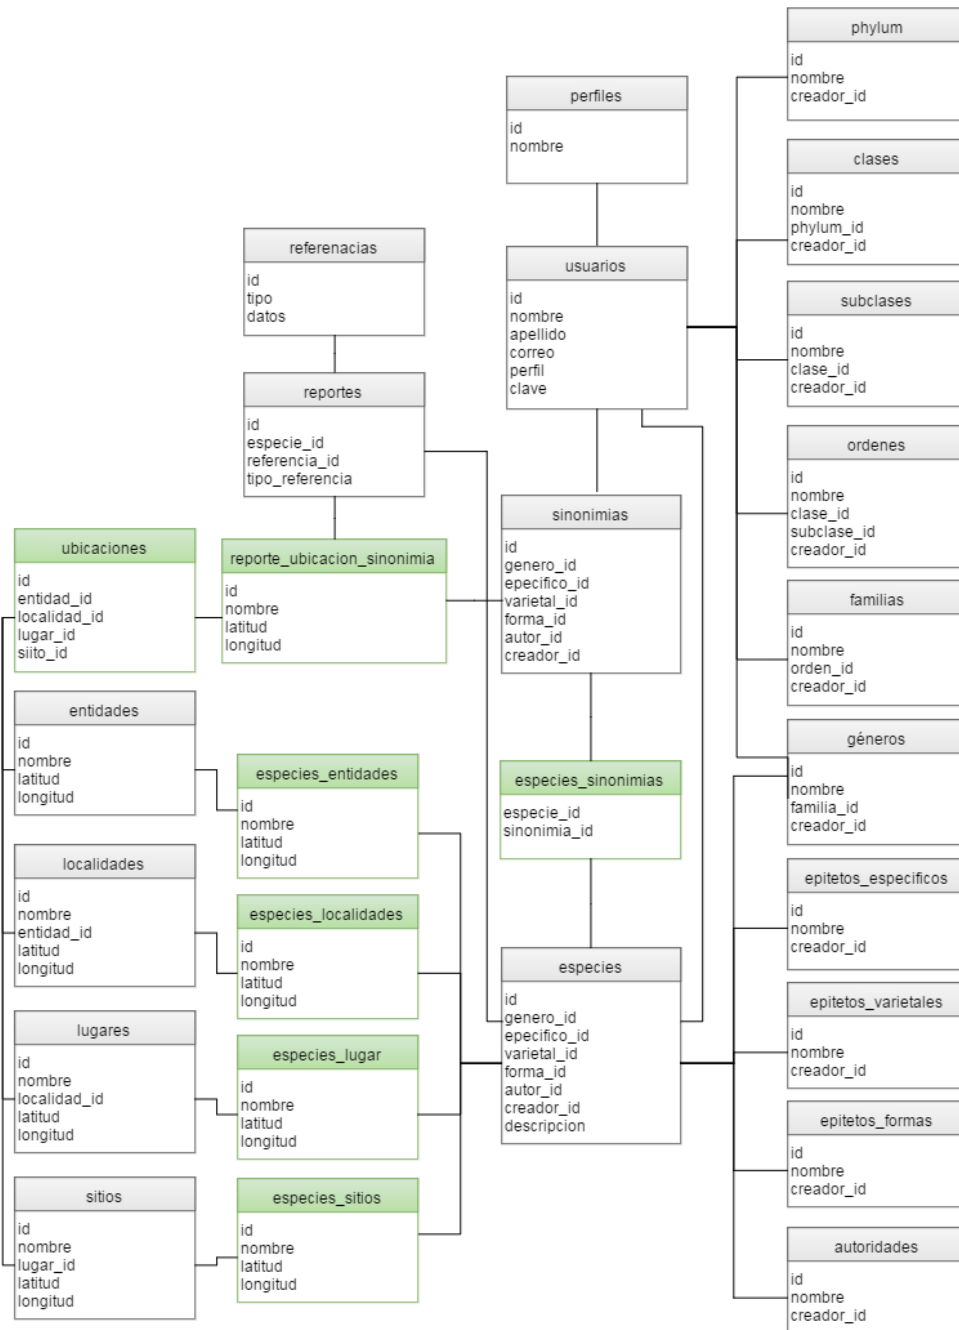 phylum
id
nombre
creador_id
perfiles
id
nombre
clases
id
nombre
phylum_id
creador_id
referenacias
id
tipo
datos
usuarios
id
nombre
apellido
correo
perfil
clave
subclases
id
nombre
clase_id
creador_id
reportes
id
especie_id
referencia_id
tipo_referencia
ordenes
id
nombre
clase_id
subclase_id
creador_id
sinonimias
id
genero_id
epecifico_id
varietal_id
forma_id
autor_id
creador_id
ubicaciones
id
entidad_id
localidad_id
lugar_id
siito_id
reporte_ubicacion_sinonimia
id
nombre
latitud
longitud
familias
id
nombre
orden_id
creador_id
entidades
id
nombre
latitud
longitud
géneros
id
nombre
familia_id
creador_id
especies_entidades
id
nombre
latitud
longitud
especies_sinonimias
especie_id
sinonimia_id
localidades
id
nombre
entidad_id
latitud
longitud
epitetos_especificos
id
nombre
creador_id
especies_localidades
id
nombre
latitud
longitud
especies
id
genero_id
epecifico_id
varietal_id
forma_id
autor_id
creador_id
descripcion
epitetos_varietales
id
nombre
creador_id
lugares
id
nombre
localidad_id
latitud
longitud
especies_lugar
id
nombre
latitud
longitud
epitetos_formas
id
nombre
creador_id
sitios
id
nombre
lugar_id
latitud
longitud
especies_sitios
id
nombre
latitud
longitud
autoridades
id
nombre
creador_id